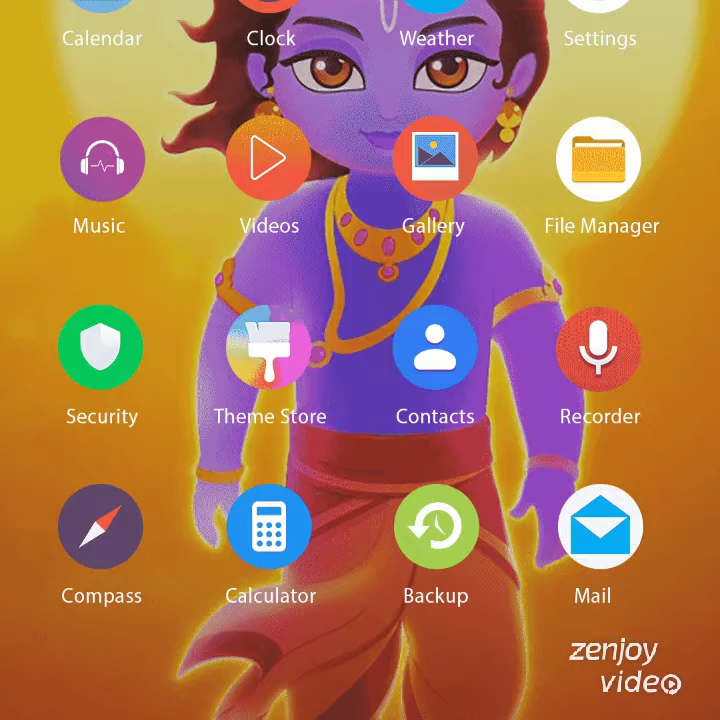 Calendar Clock Weather Settings
Music Videos Gallery File Manager
Security Theme Store Contacts Recorder
Compass Calculator Backup Mail
zenjoy
video